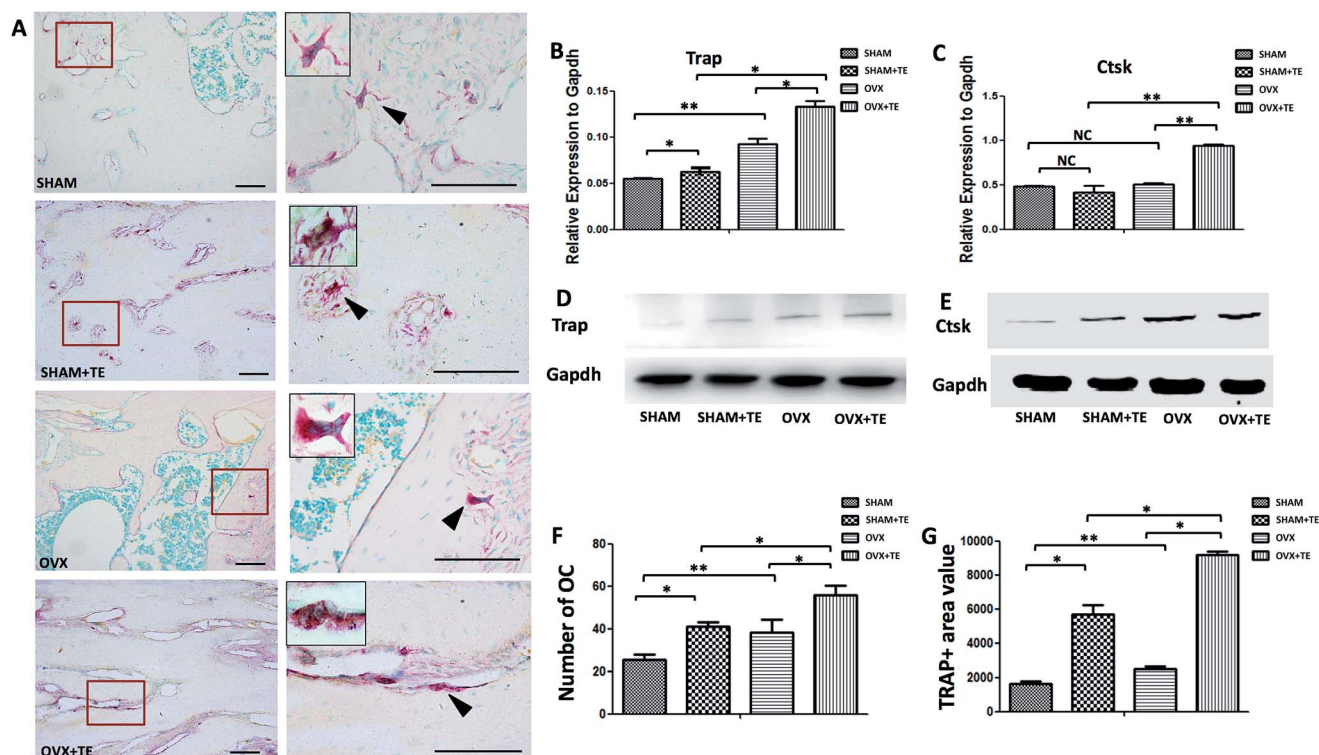 A
SHAM
SHAM+TE
OVX
OVX+TE
B
Trap
Relative Expression to Gapdh
0.15
0.10
0.05
0.00
*
**
*
*
SHAM
SHAM+TE
OVX
OVX+TE
C
Ctsk
Relative Expression to Gapdh
1.5
1.0
0.5
0.0
**
**
NC
NC
SHAM
SHAM+TE
OVX
OVX+TE
D
Trap
Gapdh
SHAM SHAM+TE OVX OVX+TE
E
Ctsk
Gapdh
SHAM SHAM+TE OVX OVX+TE
F
Number of OC
80
60
40
20
0
*
**
*
*
SHAM
SHAM+TE
OVX
OVX+TE
G
TRAP+ area value
10000
8000
6000
4000
2000
0
*
**
*
*
SHAM
SHAM+TE
OVX
OVX+TE